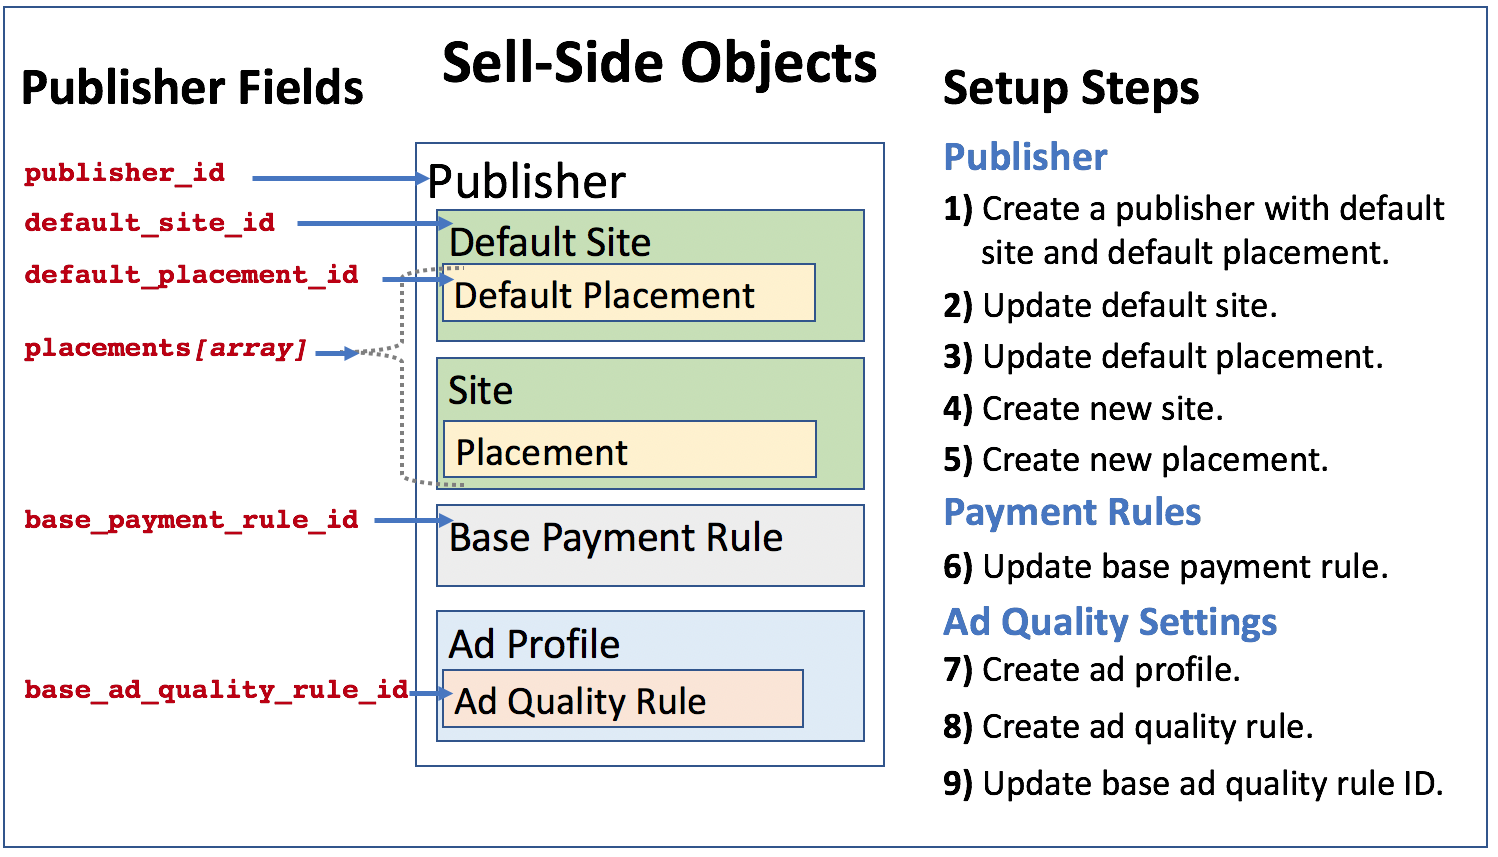 Sell-Side Objects
Publisher Fields
publisher_id
default_site_id
default_placement_id
placements[array]
base_payment_rule_id
base_ad_quality_rule_id
Publisher
Default Site
Default Placement
Site
Placement
Base Payment Rule
Ad Profile
Ad Quality Rule
Setup Steps
Publisher
1) Create a publisher with default
site and default placement.
2) Update default site.
3) Update default placement.
4) Create new site.
5) Create new placement.
Payment Rules
6) Update base payment rule.
Ad Quality Settings
7) Create ad profile.
8) Create ad quality rule.
9) Update base ad quality rule ID.